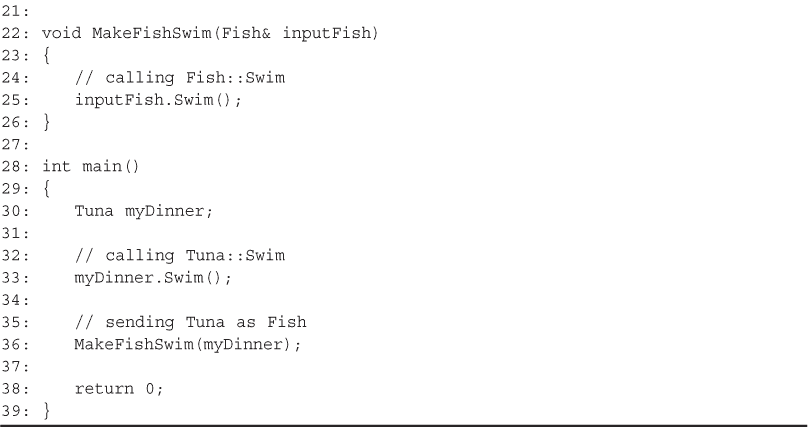 21:
22: void MakeFishSwim(Fish& inputFish)
23: {
24:    // calling Fish::Swim
25:    inputFish.Swim();
26: }
27:
28: int main()
29: {
30:    Tuna myDinner;
31:
32:    // calling Tuna::Swim
33:    myDinner.Swim();
34:
35:    // sending Tuna as Fish
36:    MakeFishSwim(myDinner);
37:
38:    return 0;
39: }